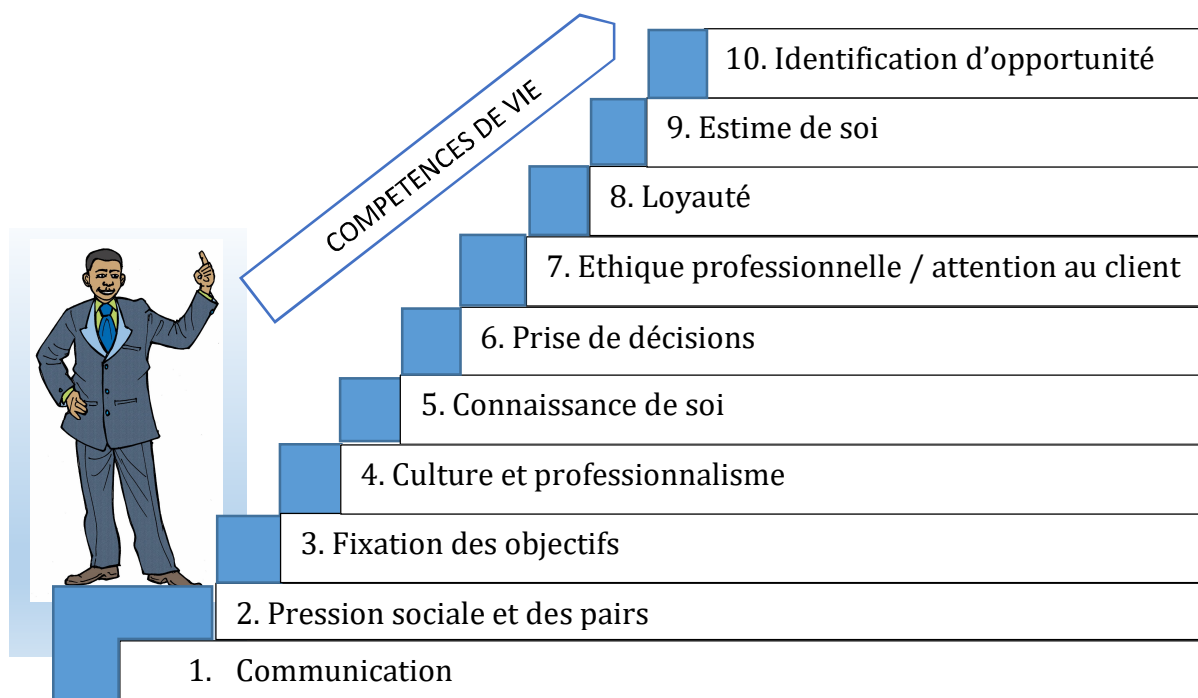 10. Identification d’opportunité
9. Estime de soi
COMPETENCES DE VIE
8. Loyauté
7. Ethique professionnelle / attention au client
6. Prise de décisions
5. Connaissance de soi
4. Culture et professionnalisme
3. Fixation des objectifs
2. Pression sociale et des pairs
1. Communication